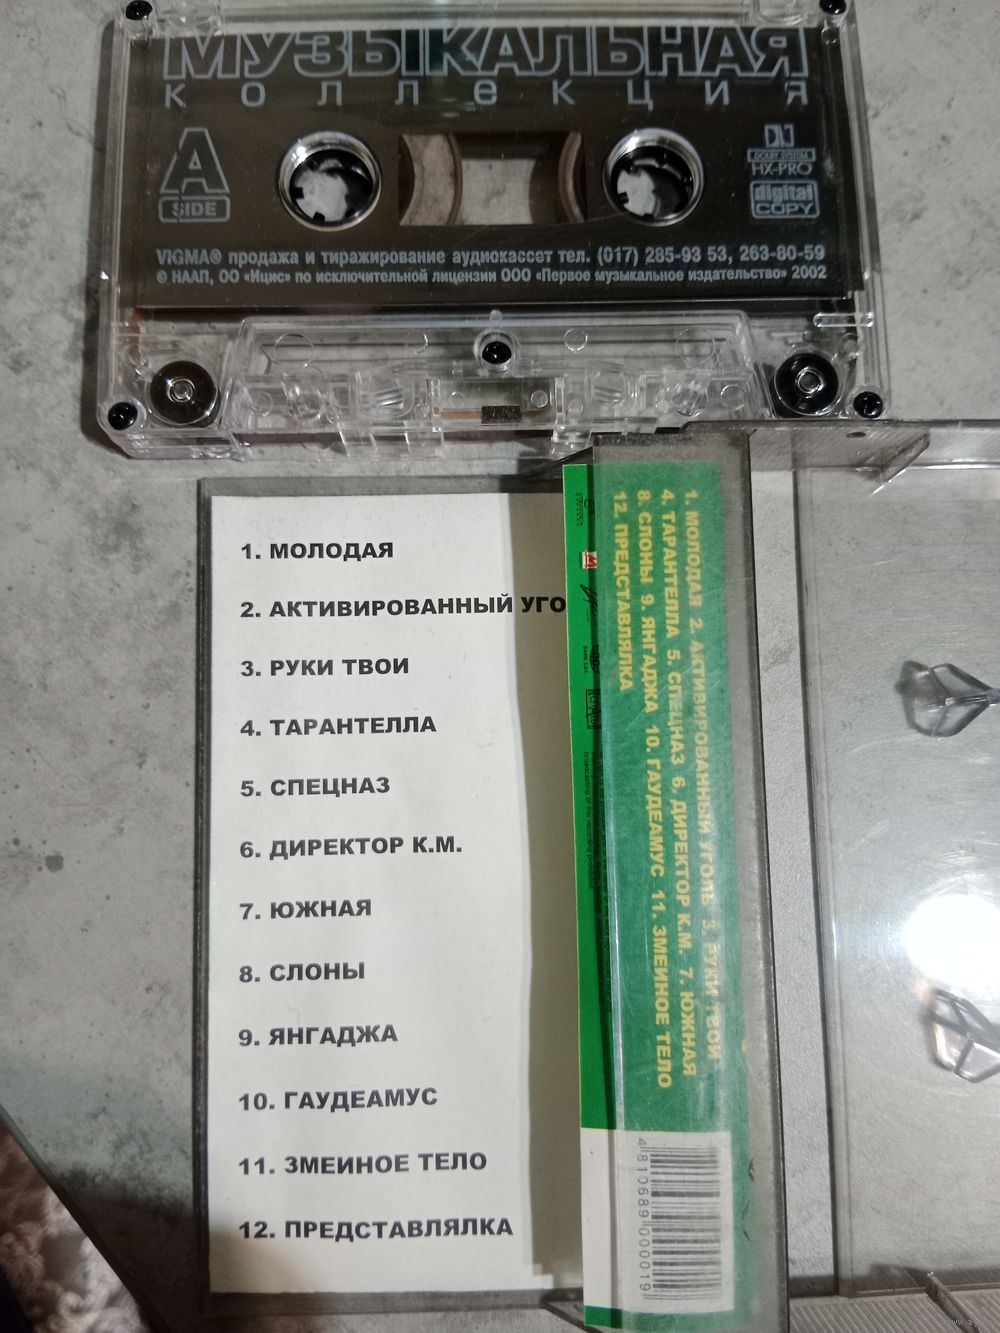 МУЗЫКАЛЬНАЯ
коллекция
A
SIDE
DOLBY SYSTEM
HX-PRO
digital
COPY
VIGMA® продажа и тиражирование аудиокассет тел. (017) 285-93 53, 263-80-59
© НААП, ОО «Ицис» по исключительной лицензии ООО «Первое музыкальное издательство» 2002
1. МОЛОДАЯ
2. АКТИВИРОВАННЫЙ УГО
3. РУКИ ТВОИ
4. ТАРАНТЕЛЛА
5. СПЕЦНАЗ
6. ДИРЕКТОР К.М.
7. ЮЖНАЯ
8. СЛОНЫ
9. ЯНГАДЖА
10. ГАУДЕАМУС
11. ЗМЕИНОЕ ТЕЛО
12. ПРЕДСТАВЛЯЛКА
1. МОЛОДАЯ 2. АКТИВИРОВАННЫЙ УГОЛЬ 3. РУКИ ТВОИ
4. ТАРАНТЕЛЛА 5. СПЕЦНАЗ 6. ДИРЕКТОР К.М. 7. ЮЖНАЯ
8. СЛОНЫ 9. ЯНГАДЖА 10. ГАУДЕАМУС 11. ЗМЕИНОЕ ТЕЛО
12. ПРЕДСТАВЛЯЛКА
4 810689 000019